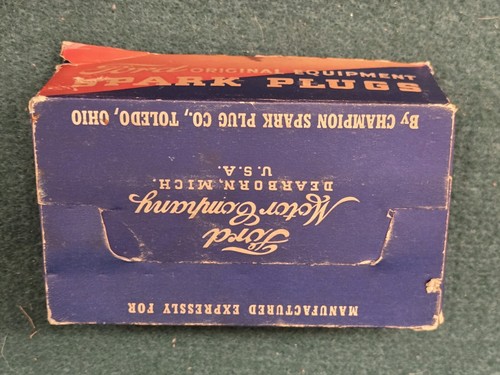 Ford ORIGINAL EQUIPMENT
SPARK PLUGS
MANUFACTURED EXPRESSLY FOR
Ford
Motor Company
DEARBORN, MICH.
U.S.A.
By CHAMPION SPARK PLUG CO., TOLEDO, OHIO